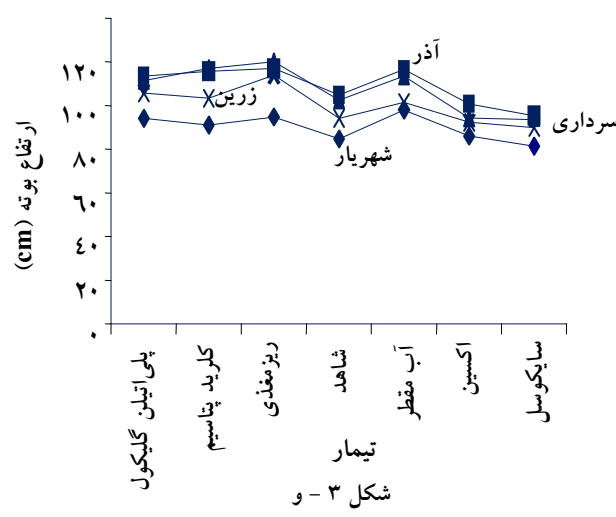 ارتفاع بوته (cm)
۱۲۰
۱۰۰
۸۰
۶۰
٤۰
۲۰
۰
آذر
زرین
سرداری
شهریار
پلی‌اتیلن گلیکول
کلرید پتاسیم
ریزمغذی
شاهد
آب مقطر
اکسین
سایکوسل
تیمار
شکل ۳ - و